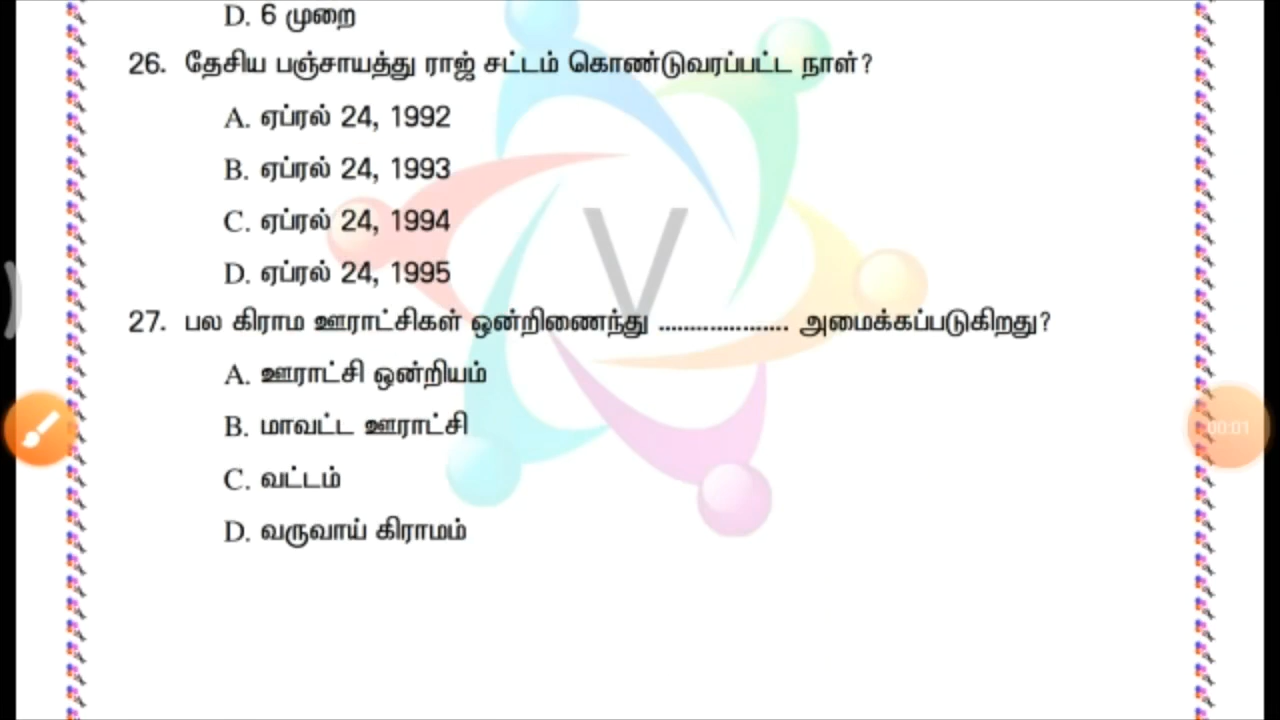 D. 6 முறை
26. தேசிய பஞ்சாயத்து ராஜ் சட்டம் கொண்டுவரப்பட்ட நாள்?
A. ஏப்ரல் 24, 1992
B. ஏப்ரல் 24, 1993
C. ஏப்ரல் 24, 1994
D. ஏப்ரல் 24, 1995
27. பல கிராம ஊராட்சிகள் ஒன்றிணைந்து ..................... அமைக்கப்படுகிறது?
A. ஊராட்சி ஒன்றியம்
B. மாவட்ட ஊராட்சி
C. வட்டம்
D. வருவாய் கிராமம்
V
00:01